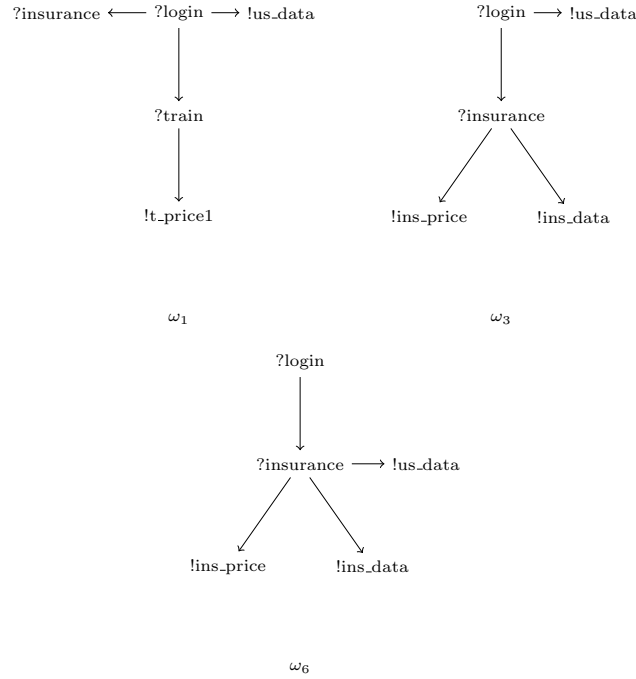 ?insurance ?login !us_data ?login !us_data
?train ?insurance
!t_price1 !ins_price !ins_data
ω1 ω3
?login
?insurance !us_data
!ins_price !ins_data
ω6